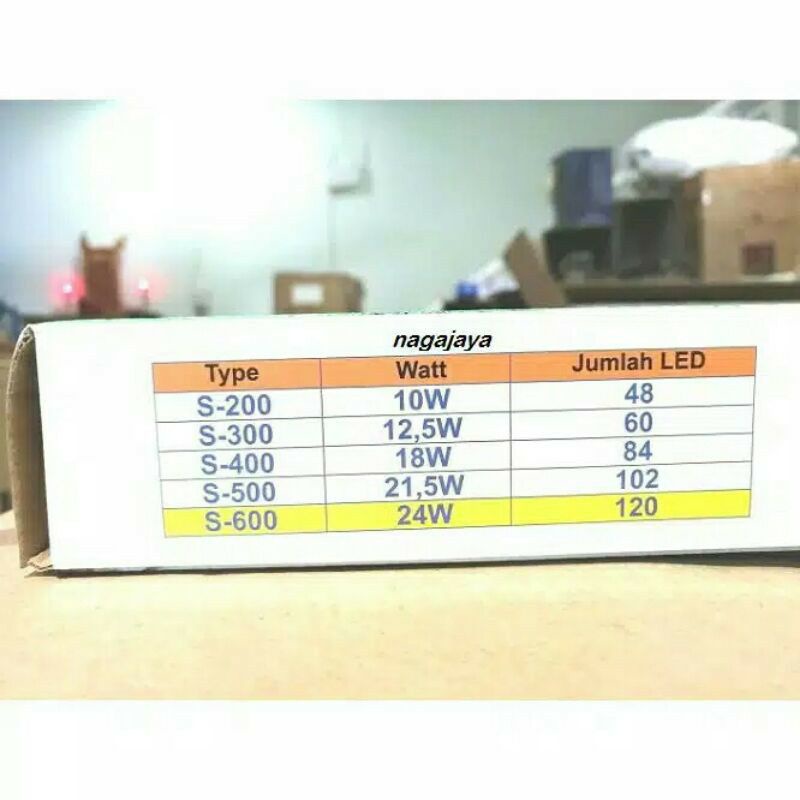 nagajaya
Type Watt Jumlah LED
S-200 10W 48
S-300 12,5W 60
S-400 18W 84
S-500 21,5W 102
S-600 24W 120